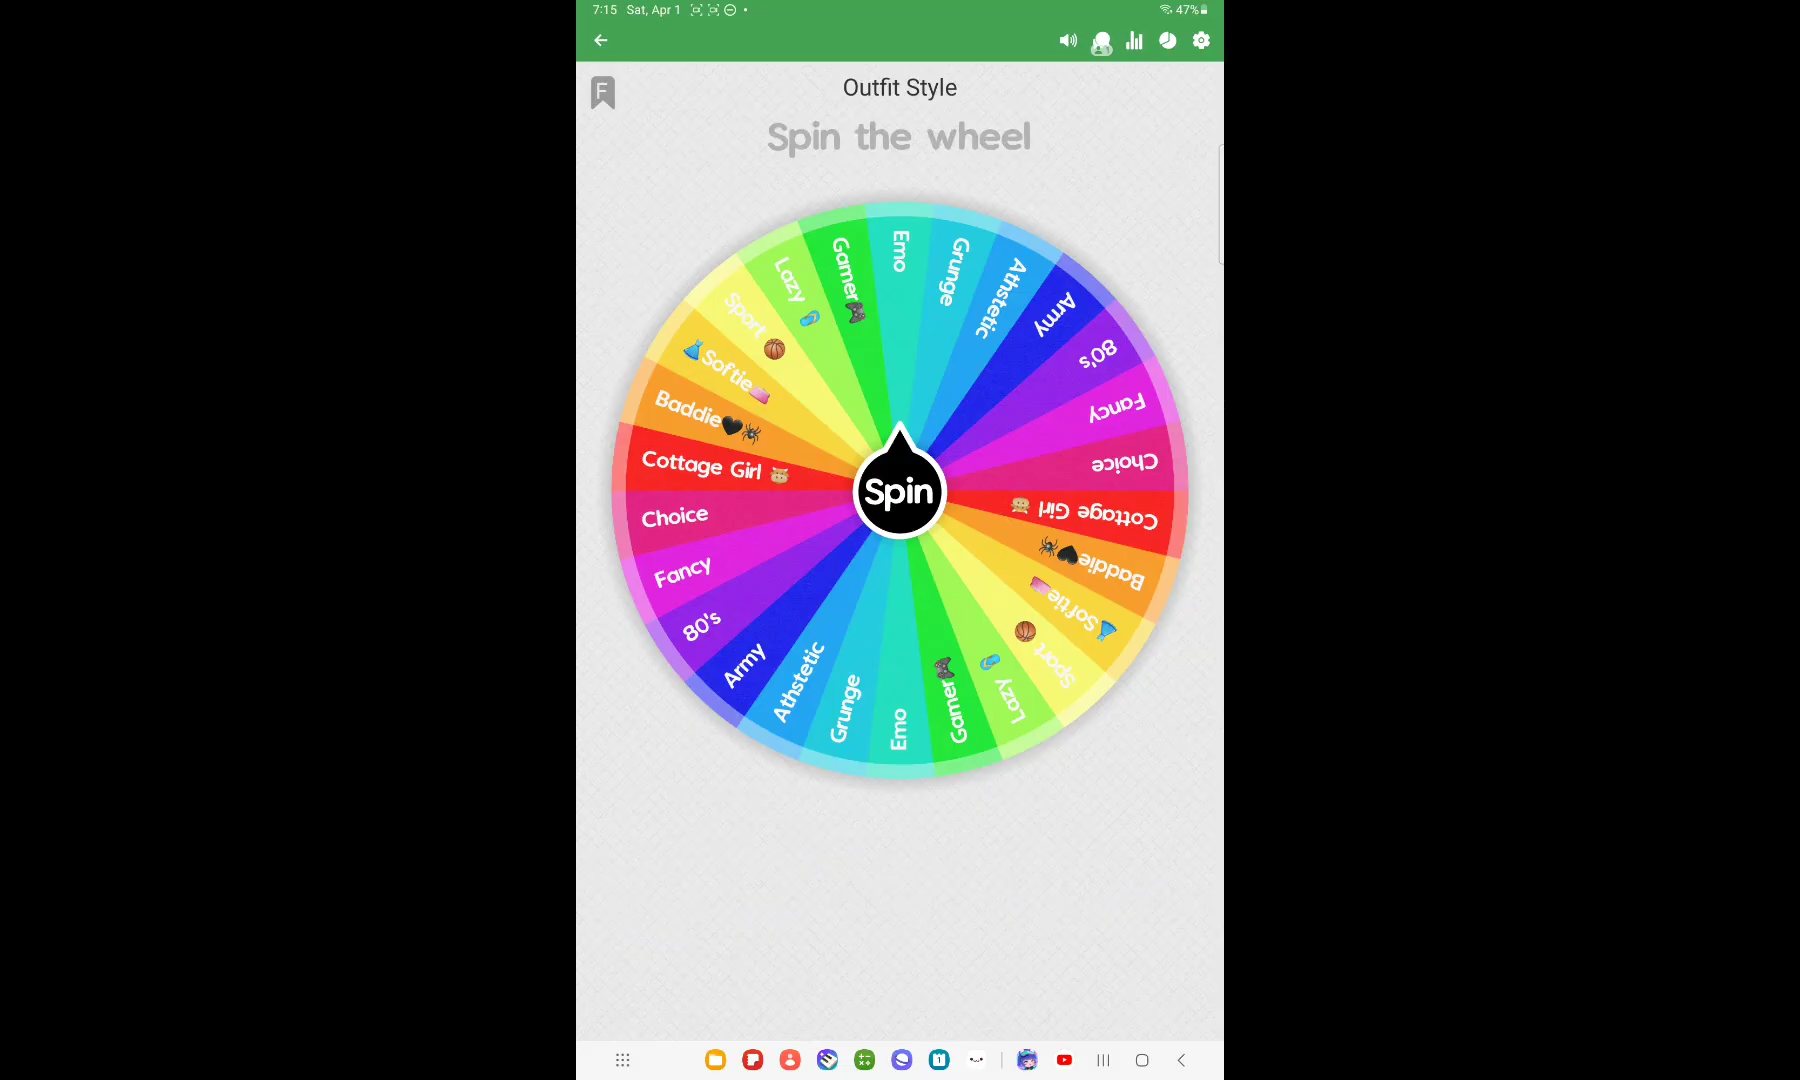 7:15 Sat, Apr 1
47%
F
Outfit Style
Spin the wheel
Emo
Grunge
Athstetic
Army
80's
Fancy
Choice
Cottage Girl 🐹
Baddie🖤🕷
👗Softie👝
Sport 🏀
Lazy 🩴
Gamer🎮
Emo
Grunge
Athstetic
Army
80's
Fancy
Choice
Cottage Girl 🐹
Baddie🖤🕷
👗Softie👝
Sport 🏀
Lazy 🩴
Gamer🎮
Spin
1